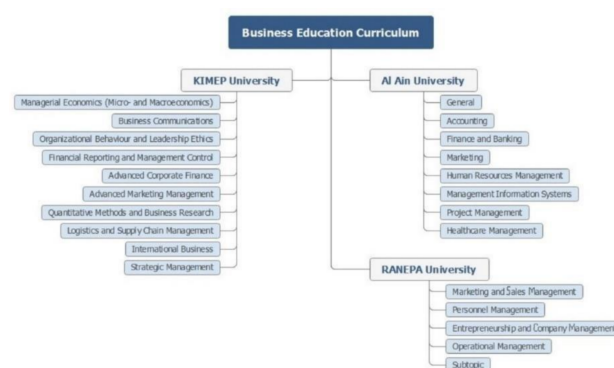 Business Education Curriculum
KIMEP University
Managerial Economics (Micro- and Macroeconomics)
Business Communications
Organizational Behaviour and Leadership Ethics
Financial Reporting and Management Control
Advanced Corporate Finance
Advanced Marketing Management
Quantitative Methods and Business Research
Logistics and Supply Chain Management
International Business
Strategic Management
Al Ain University
General
Accounting
Finance and Banking
Marketing
Human Resources Management
Management Information Systems
Project Management
Healthcare Management
RANEPA University
Marketing and Sales Management
Personnel Management
Entrepreneurship and Company Management
Operational Management
Subtopic